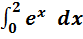 ∫₀² eˣ dx